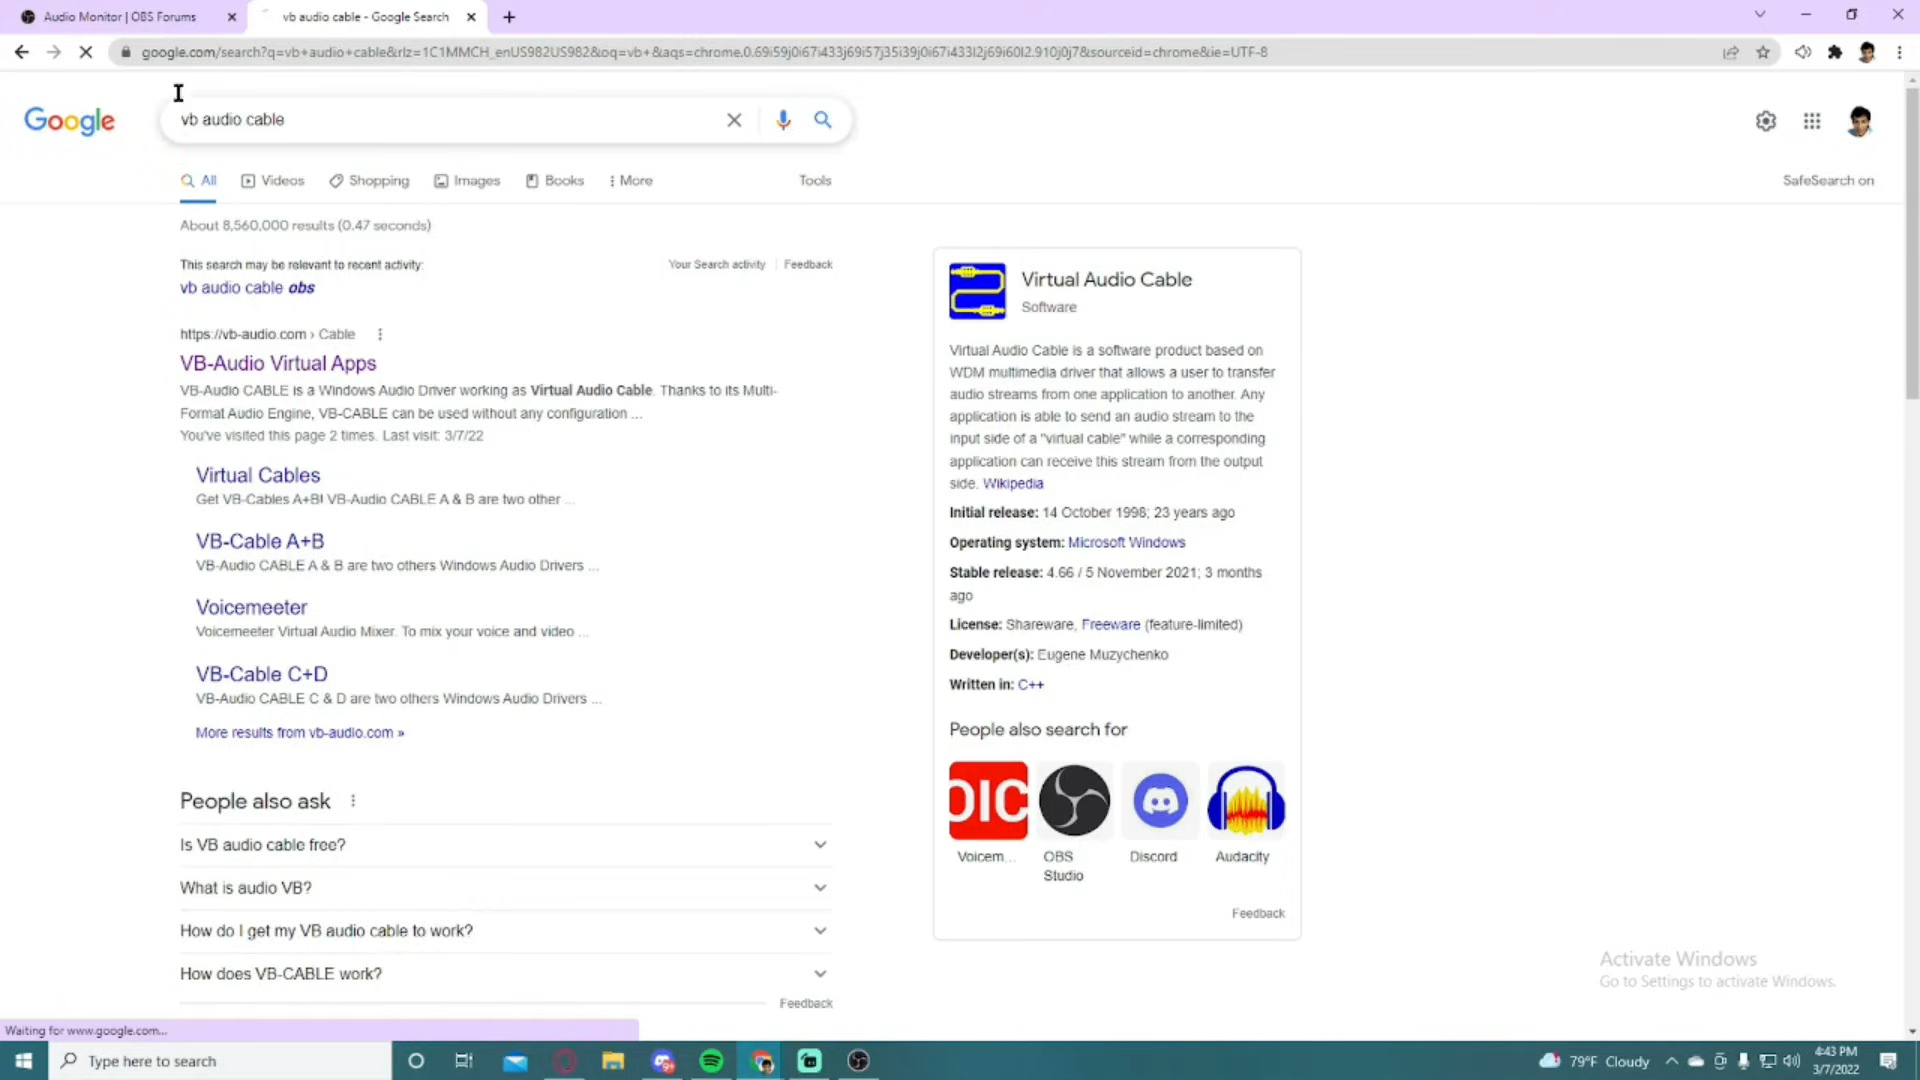 Audio Monitor | OBS Forums
vb audio cable - Google Search
google.com/search?q=vb+audio+cable&rlz=1C1MMCH_enUS982US982&oq=vb+&aqs=chrome.0.69i59j0i67i433j69i57j35i39j0i67i433l2j69i60l2.910j0j7&sourceid=chrome&ie=UTF-8
Google
vb audio cable
All
Videos
Shopping
Images
Books
More
Tools
SafeSearch on
About 8,560,000 results (0.47 seconds)
This search may be relevant to recent activity:
Your Search activity
Feedback
vb audio cable obs
https://vb-audio.com › Cable
VB-Audio Virtual Apps
VB-Audio CABLE is a Windows Audio Driver working as Virtual Audio Cable. Thanks to its Multi-
Format Audio Engine, VB-CABLE can be used without any configuration ...
You've visited this page 2 times. Last visit: 3/7/22
Virtual Cables
Get VB-Cables A+B! VB-Audio CABLE A & B are two other ...
VB-Cable A+B
VB-Audio CABLE A & B are two others Windows Audio Drivers ...
Voicemeeter
Voicemeeter Virtual Audio Mixer. To mix your voice and video ...
VB-Cable C+D
VB-Audio CABLE C & D are two others Windows Audio Drivers ...
More results from vb-audio.com »
People also ask
Is VB audio cable free?
What is audio VB?
How do I get my VB audio cable to work?
How does VB-CABLE work?
Feedback
Virtual Audio Cable
Software
Virtual Audio Cable is a software product based on
WDM multimedia driver that allows a user to transfer
audio streams from one application to another. Any
application is able to send an audio stream to the
input side of a "virtual cable" while a corresponding
application can receive this stream from the output
side. Wikipedia
Initial release: 14 October 1998; 23 years ago
Operating system: Microsoft Windows
Stable release: 4.66 / 5 November 2021; 3 months
ago
License: Shareware, Freeware (feature-limited)
Developer(s): Eugene Muzychenko
Written in: C++
People also search for
OIC
Voicem...
OBS
Studio
Discord
Audacity
Feedback
Activate Windows
Go to Settings to activate Windows.
Waiting for www.google.com...
Type here to search
79°F Cloudy
4:43 PM
3/7/2022